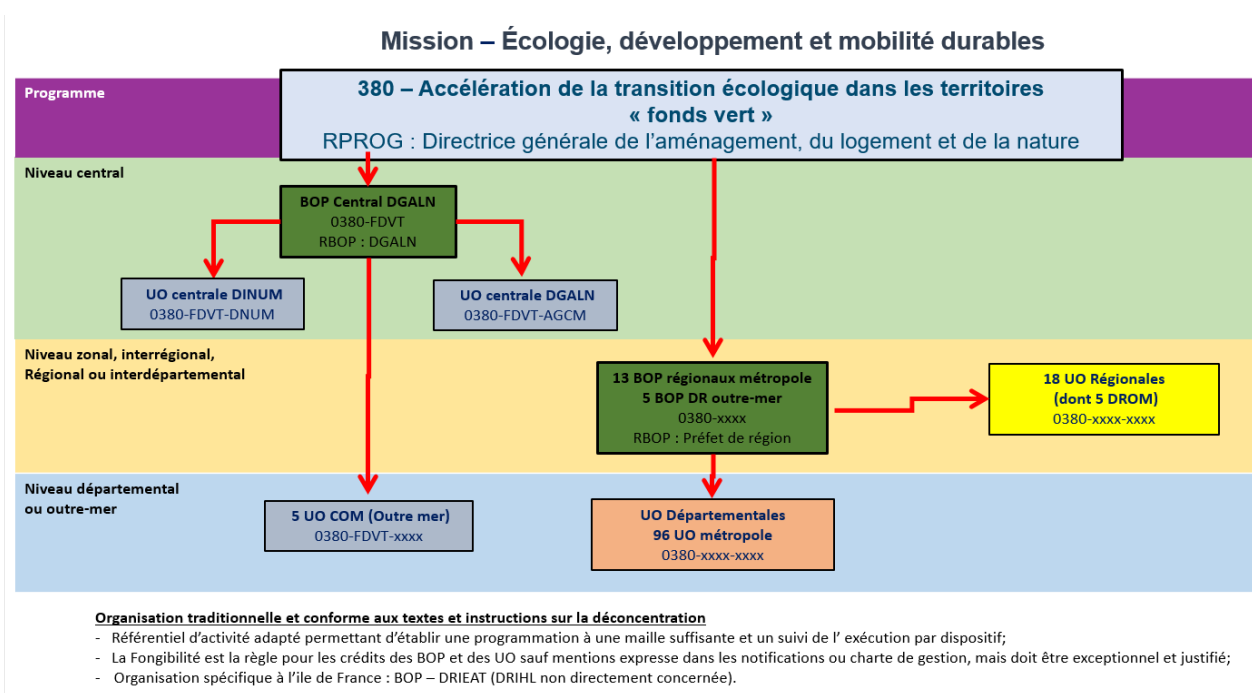 Mission – Écologie, développement et mobilité durables
Programme
380 – Accélération de la transition écologique dans les territoires
« fonds vert »
RPROG : Directrice générale de l’aménagement, du logement et de la nature
Niveau central
BOP Central DGALN
0380-FDVT
RBOP : DGALN
UO centrale DINUM
0380-FDVT-DNUM
UO centrale DGALN
0380-FDVT-AGCM
Niveau zonal, interrégional,
Régional ou interdépartemental
13 BOP régionaux métropole
5 BOP DR outre-mer
0380-xxxx
RBOP : Préfet de région
18 UO Régionales
(dont 5 DROM)
0380-xxxx-xxxx
Niveau départemental
ou outre-mer
5 UO COM (Outre mer)
0380-FDVT-xxxx
UO Départementales
96 UO métropole
0380-xxxx-xxxx
Organisation traditionnelle et conforme aux textes et instructions sur la déconcentration
- Référentiel d’activité adapté permettant d’établir une programmation à une maille suffisante et un suivi de l’ exécution par dispositif;
- La Fongibilité est la règle pour les crédits des BOP et des UO sauf mentions expresse dans les notifications ou charte de gestion, mais doit être exceptionnel et justifié;
- Organisation spécifique à l’ile de France : BOP – DRIEAT (DRIHL non directement concernée).